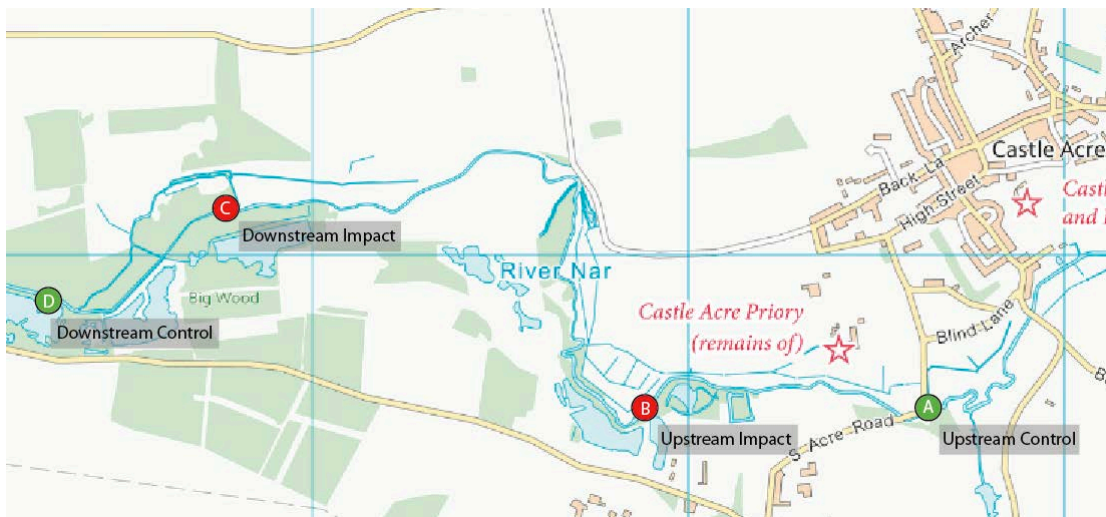 Archer
Castle Acre
Back La
High Street
Castl
and
C
Downstream Impact
River Nar
Big Wood
D
Downstream Control
Castle Acre Priory
(remains of)
Blind Lane
B
Upstream Impact
A
Upstream Control
S Acre Road